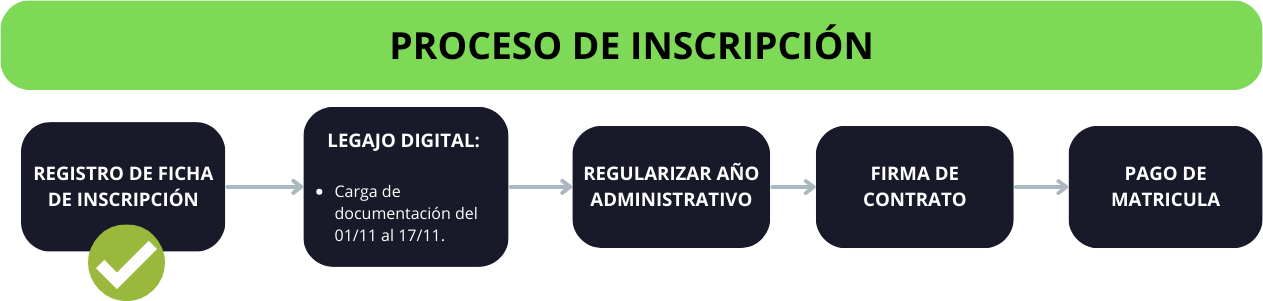 PROCESO DE INSCRIPCIÓN
REGISTRO DE FICHA
DE INSCRIPCIÓN
LEGAJO DIGITAL:
• Carga de
documentación del
01/11 al 17/11.
REGULARIZAR AÑO
ADMINISTRATIVO
FIRMA DE
CONTRATO
PAGO DE
MATRICULA